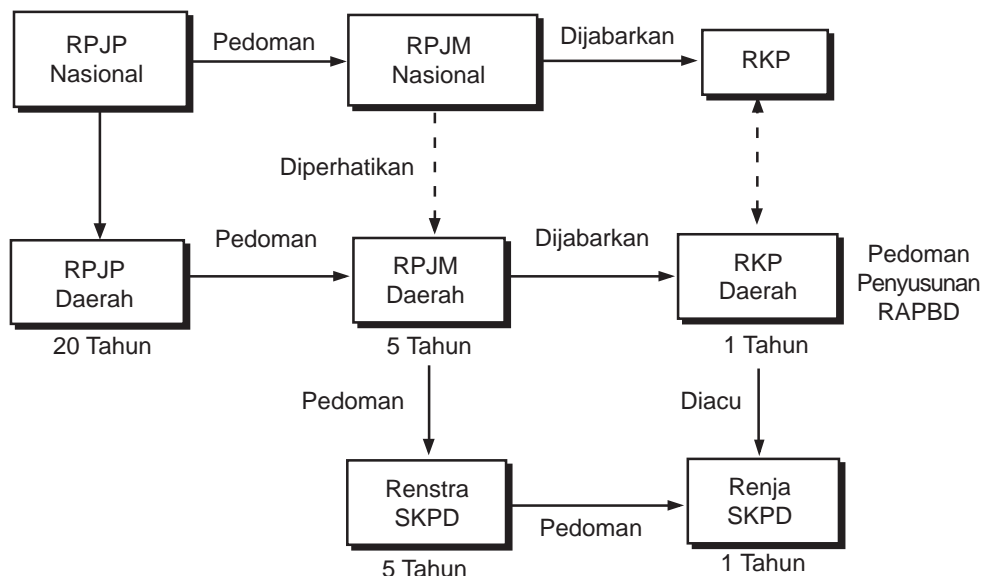 RPJP
Nasional
Pedoman
RPJM
Nasional
Dijabarkan
RKP
Diperhatikan
RPJP
Daerah
20 Tahun
Pedoman
RPJM
Daerah
5 Tahun
Dijabarkan
RKP
Daerah
1 Tahun
Pedoman
Penyusunan
RAPBD
Pedoman
Diacu
Renstra
SKPD
5 Tahun
Pedoman
Renja
SKPD
1 Tahun